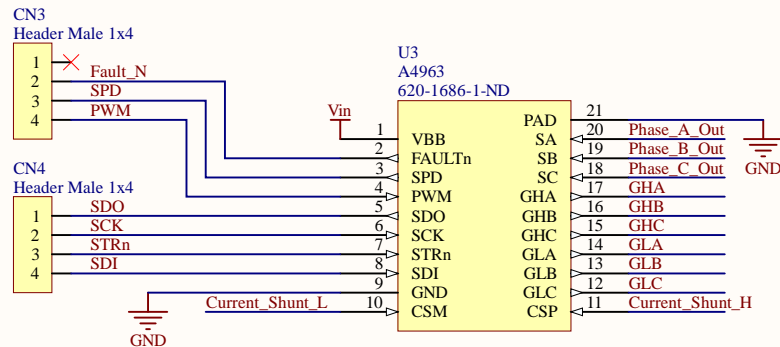 CN3
Header Male 1x4
1
2 Fault_N
3 SPD
4 PWM
CN4
Header Male 1x4
1 SDO
2 SCK
3 STRn
4 SDI
GND
Current_Shunt_L
Vin
U3
A4963
620-1686-1-ND
1 VBB
2 FAULTn
3 SPD
4 PWM
5 SDO
6 SCK
7 STRn
8 SDI
9 GND
10 CSM
PAD 21
SA 20 Phase_A_Out
SB 19 Phase_B_Out
SC 18 Phase_C_Out
GHA 17 GHA
GHB 16 GHB
GHC 15 GHC
GLA 14 GLA
GLB 13 GLB
GLC 12 GLC
CSP 11 Current_Shunt_H
GND